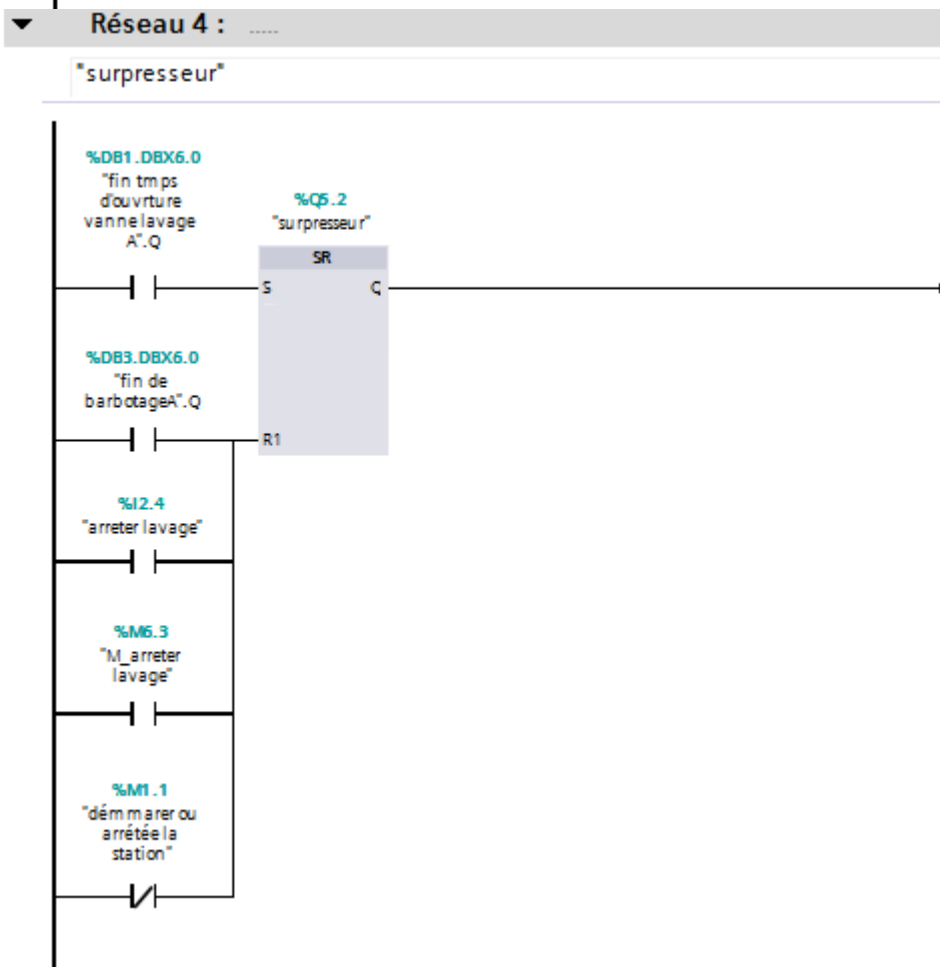 Réseau 4 : .....
"surpresseur"
%DB1.DBX6.0
"fin tmps
d'ouvrture
vanne lavage
A".Q
%Q5.2
"surpresseur"
SR
S Q
%DB3.DBX6.0
"fin de
barbotageA".Q
R1
%I2.4
"arreter lavage"
%M6.3
"M_arreter
lavage"
%M1.1
"démmarer ou
arrétée la
station"